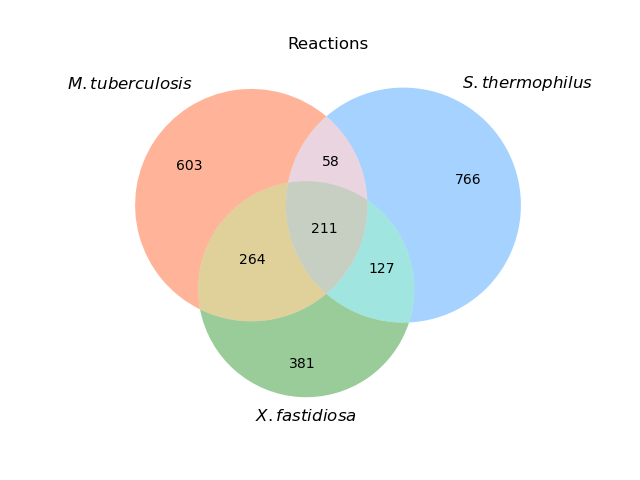 Reactions
M.tuberculosis
S.thermophilus
603
58
766
211
264
127
381
X.fastidiosa